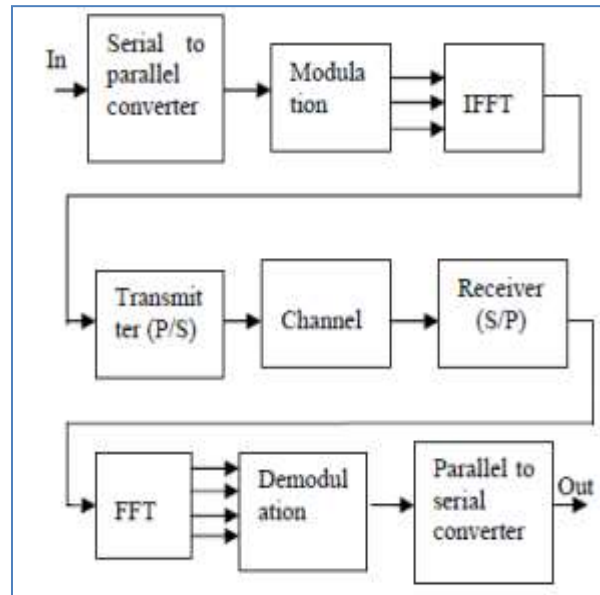 In
Serial to
parallel
converter
Modula
tion
IFFT
Transmit
ter (P/S)
Channel
Receiver
(S/P)
FFT
Demodul
ation
Parallel to
serial
converter
Out